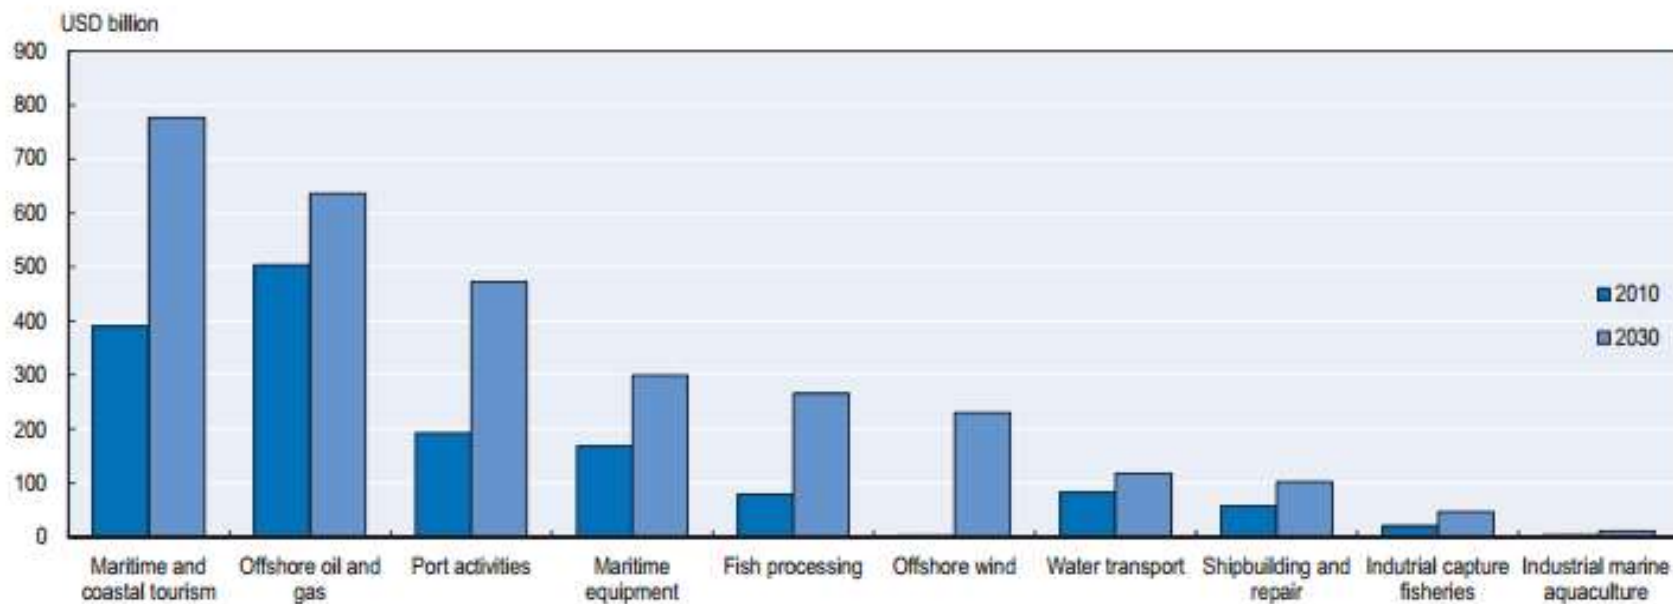 USD billion
900
800
700
600
500
400
300
200
100
0
2010
2030
Maritime and
coastal tourism
Offshore oil and
gas
Port activities
Maritime
equipment
Fish processing
Offshore wind
Water transport
Shipbuilding and
repair
Indutrial capture
fisheries
Industrial marine
aquaculture